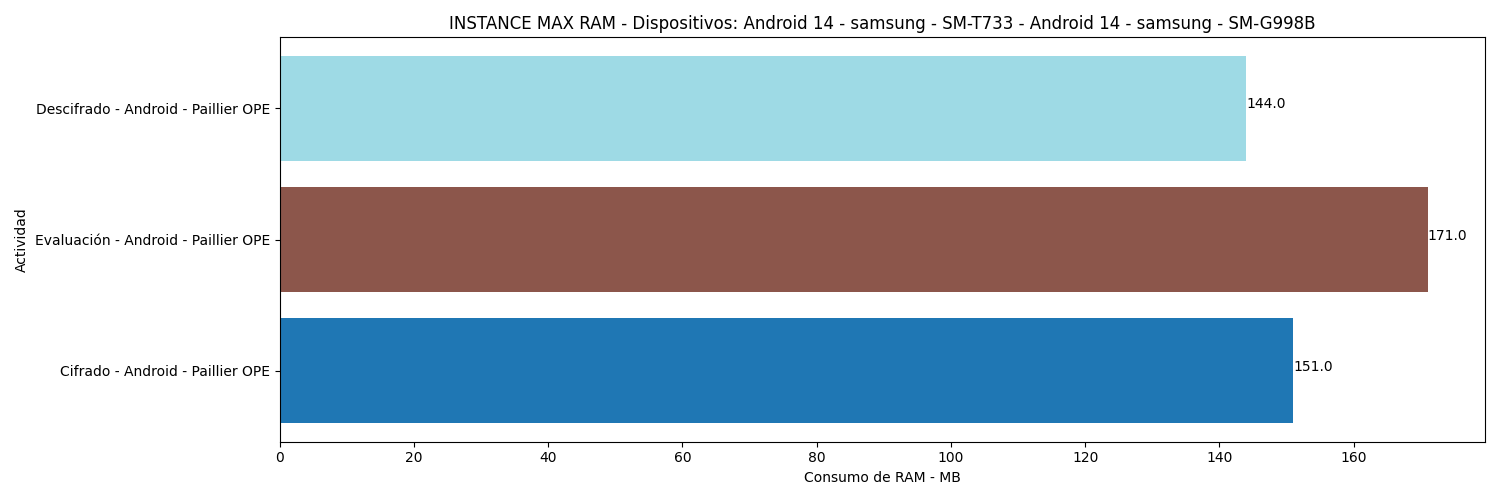 INSTANCE MAX RAM - Dispositivos: Android 14 - samsung - SM-T733 - Android 14 - samsung - SM-G998B
Descifrado - Android - Paillier OPE
144.0
Evaluación - Android - Paillier OPE
171.0
Cifrado - Android - Paillier OPE
151.0
Actividad
0 20 40 60 80 100 120 140 160
Consumo de RAM - MB